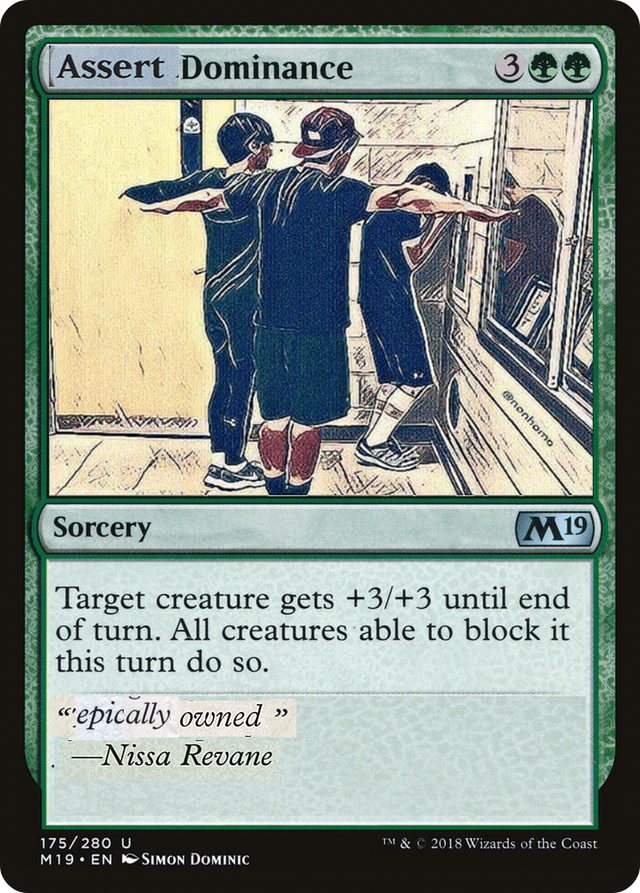 Assert Dominance
3
@nonhomo
Sorcery
M19
Target creature gets +3/+3 until end
of turn. All creatures able to block it
this turn do so.
“epically owned ”
—Nissa Revane
175/280 U
M19 • EN Simon Dominic
™ & © 2018 Wizards of the Coast